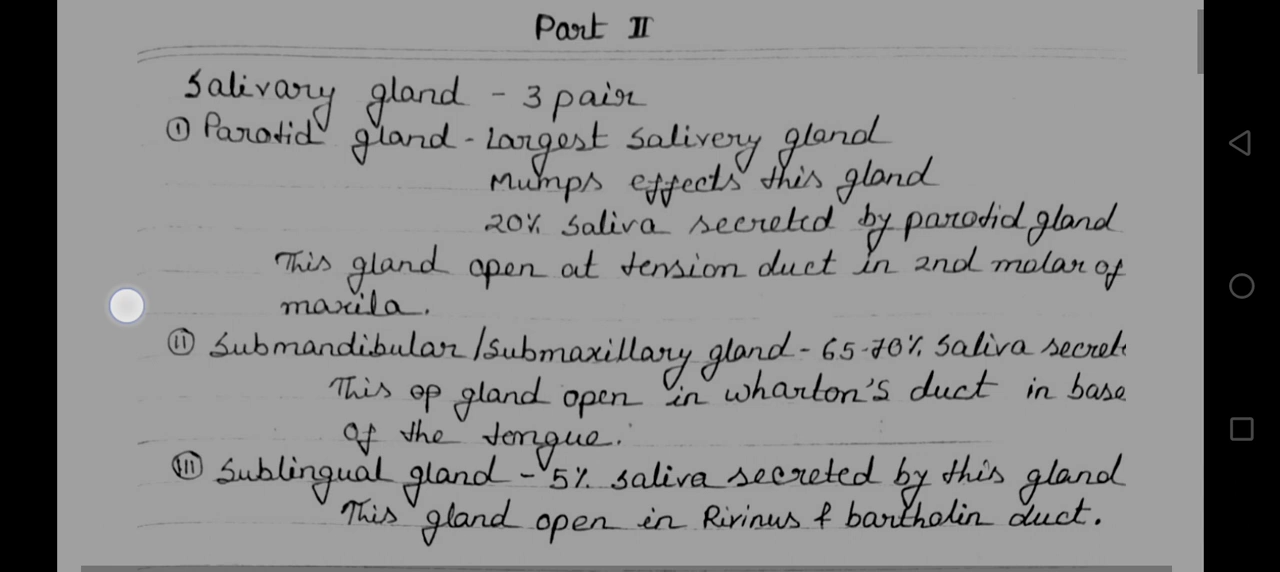 Part II
Salivary gland - 3 pair
① Parotid gland - Largest Salivery gland
Mumps effects this gland
20% Saliva secreted by parotid gland
This gland open at tension duct in 2nd molar of
maxila.
② Submandibular/Submaxillary gland - 65-70% Saliva secret
This op gland open in wharton's duct in base
of the tongue.
③ Sublingual gland - 5% saliva secreted by this gland
This gland open in Rivinus & bartholin duct.